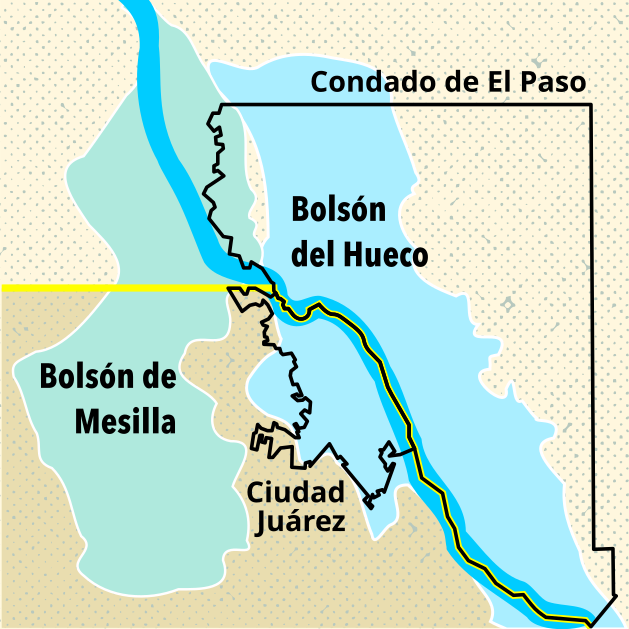 Condado de El Paso
Bolsón
del Hueco
Bolsón de
Mesilla
Ciudad
Juárez